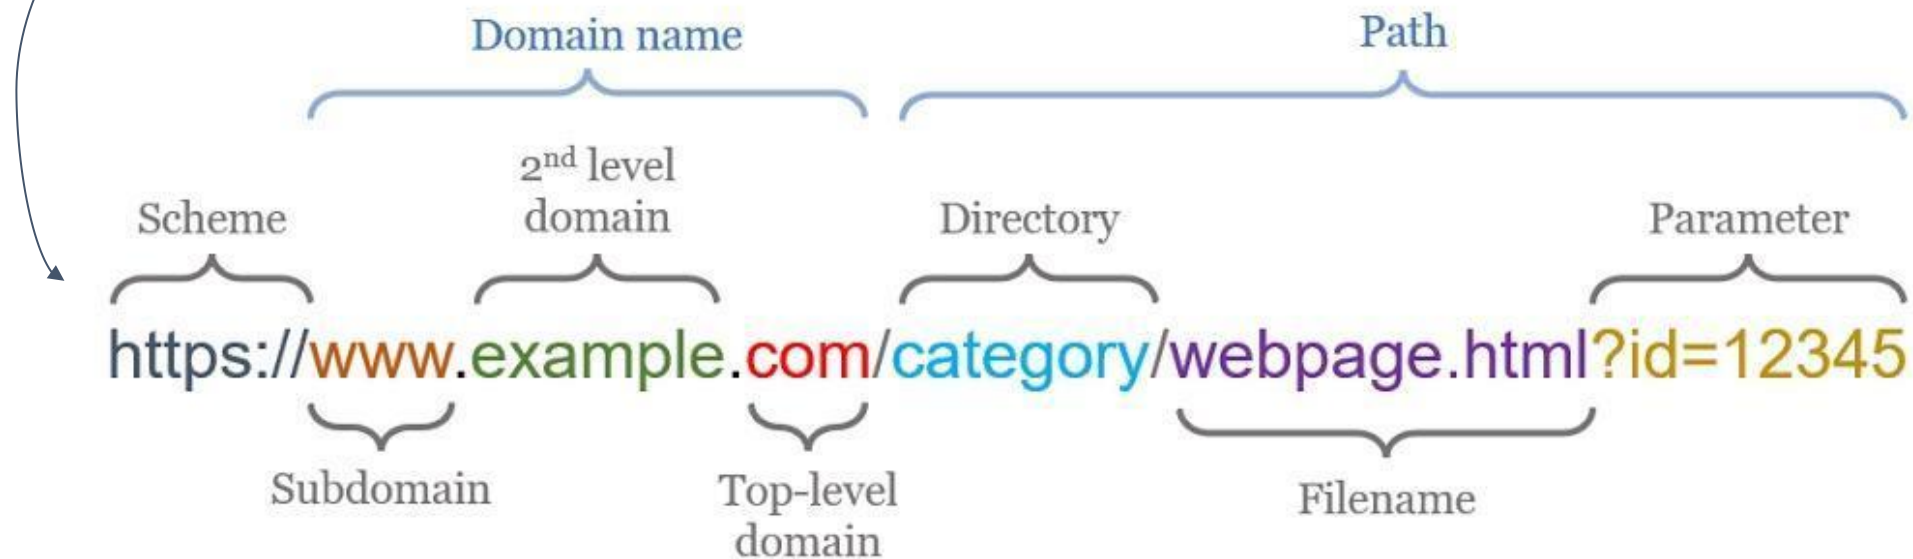 Domain name
Path
2nd level
domain
Scheme
Directory
Parameter
https://www.example.com/category/webpage.html?id=12345
Subdomain
Top-level
domain
Filename